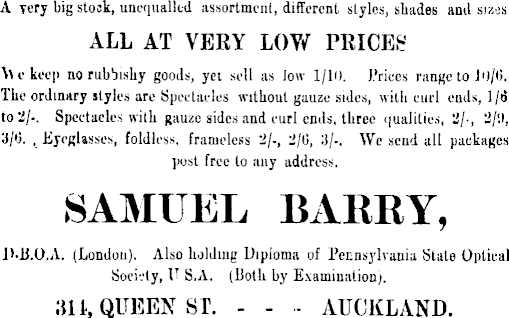 A very big stock, unequalled assortment, different styles, shades and sizes
ALL AT VERY LOW PRICES
We keep no rubbishy goods, yet sell as low 1/10. Prices range to 10/6.
The ordinary styles are Spectacles without gauze sides, with curl ends, 1/6
to 2/-. Spectacles with gauze sides and curl ends, three qualities, 2/-, 2/9,
3/6. Eyeglasses, foldless, frameless 2/-, 2/6, 3/-. We send all packages
post free to any address.
SAMUEL BARRY,
D.B.O.A. (London). Also holding Diploma of Pennsylvania State Optical
Society, U S.A. (Both by Examination).
314, QUEEN ST. - - - AUCKLAND.